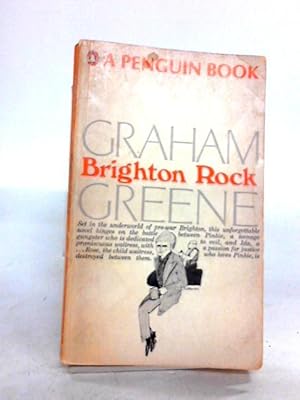 A PENGUIN BOOK
GRAHAM
Brighton Rock
GREENE
Set in the underworld of pre-war Brighton, this unforgettable
novel hinges on the battle between Pinkie, a teenage
gangster who is dedicated to evil, and Ida, a
promiscuous waitress, with a passion for justice
...Rose, the child waitress, who loves Pinkie, is
destroyed between them.